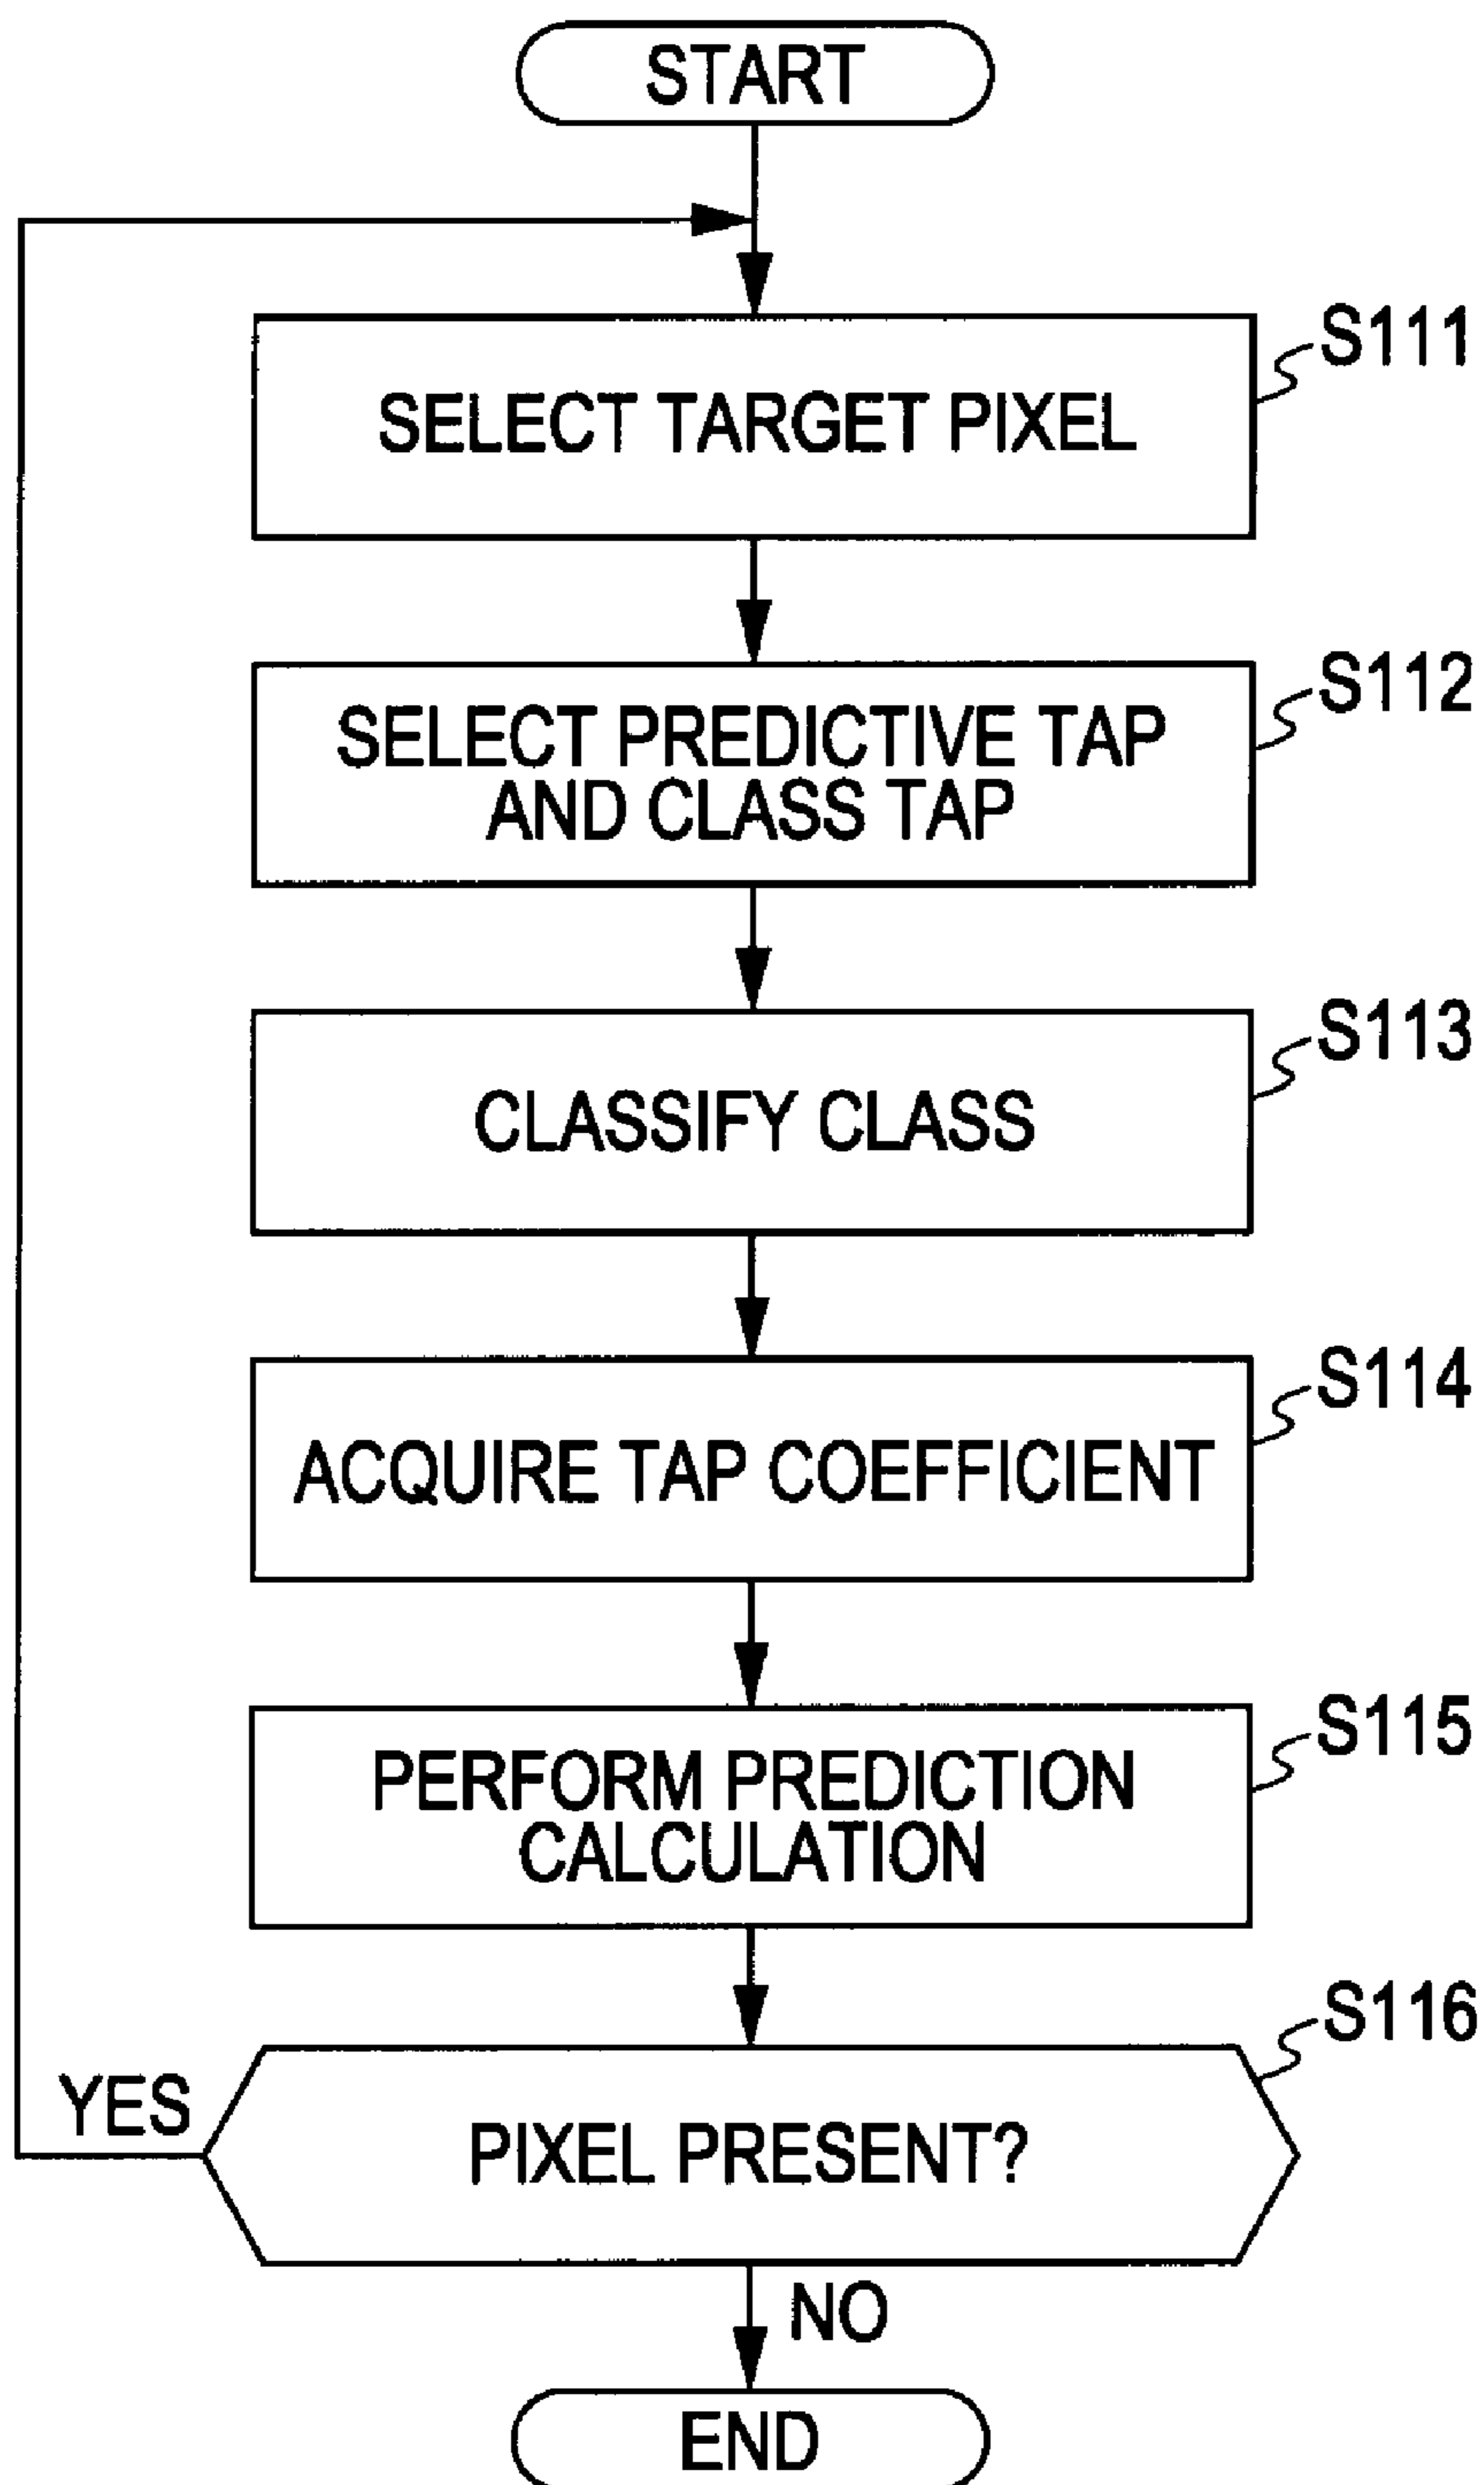 START
S111
SELECT TARGET PIXEL
S112
SELECT PREDICTIVE TAP
AND CLASS TAP
S113
CLASSIFY CLASS
S114
ACQUIRE TAP COEFFICIENT
S115
PERFORM PREDICTION
CALCULATION
S116
YES
PIXEL PRESENT?
NO
END